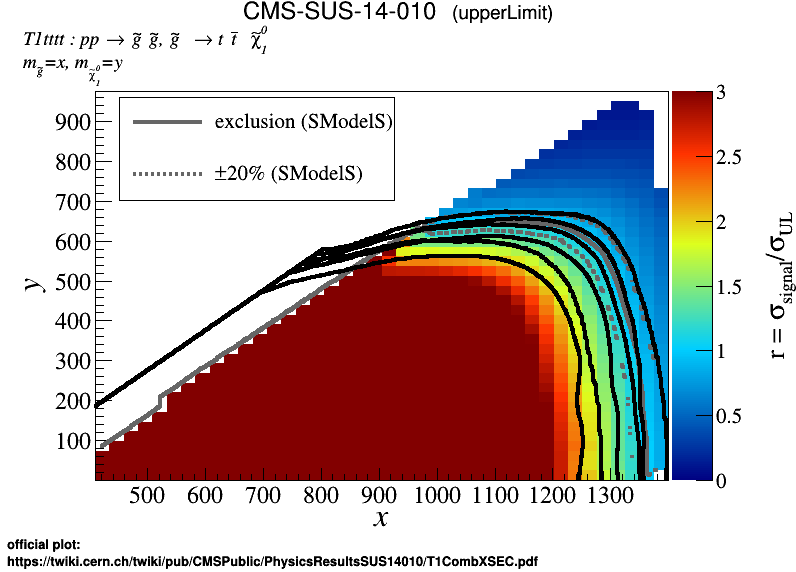 CMS-SUS-14-010 (upperLimit)
T1tttt : pp → g̃ g̃, g̃ → t t̄ χ̃₁⁰
m_g̃=x, m_χ̃₁⁰=y
exclusion (SModelS)
±20% (SModelS)
900
800
700
600
500
400
300
200
100
y
500 600 700 800 900 1000 1100 1200 1300
x
3
2.5
2
1.5
1
0.5
0
r = σ_signal/σ_UL
official plot:
https://twiki.cern.ch/twiki/pub/CMSPublic/PhysicsResultsSUS14010/T1CombXSEC.pdf